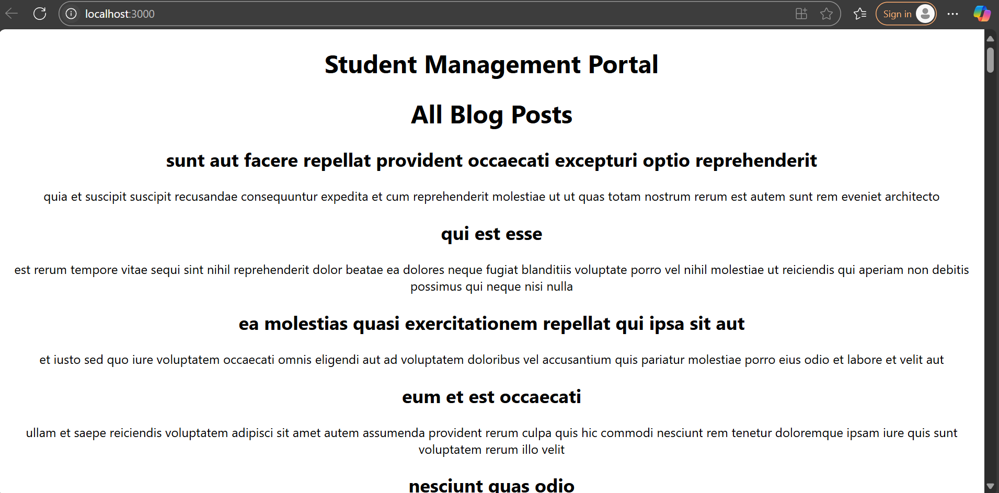 localhost:3000
Sign in
Student Management Portal
All Blog Posts
sunt aut facere repellat provident occaecati excepturi optio reprehenderit
quia et suscipit suscipit recusandae consequuntur expedita et cum reprehenderit molestiae ut ut quas totam nostrum rerum est autem sunt rem eveniet architecto
qui est esse
est rerum tempore vitae sequi sint nihil reprehenderit dolor beatae ea dolores neque fugiat blanditiis voluptate porro vel nihil molestiae ut reiciendis qui aperiam non debitis
possimus qui neque nisi nulla
ea molestias quasi exercitationem repellat qui ipsa sit aut
et iusto sed quo iure voluptatem occaecati omnis eligendi aut ad voluptatem doloribus vel accusantium quis pariatur molestiae porro eius odio et labore et velit aut
eum et est occaecati
ullam et saepe reiciendis voluptatem adipisci sit amet autem assumenda provident rerum culpa quis hic commodi nesciunt rem tenetur doloremque ipsam iure quis sunt
voluptatem rerum illo velit
nesciunt quas odio